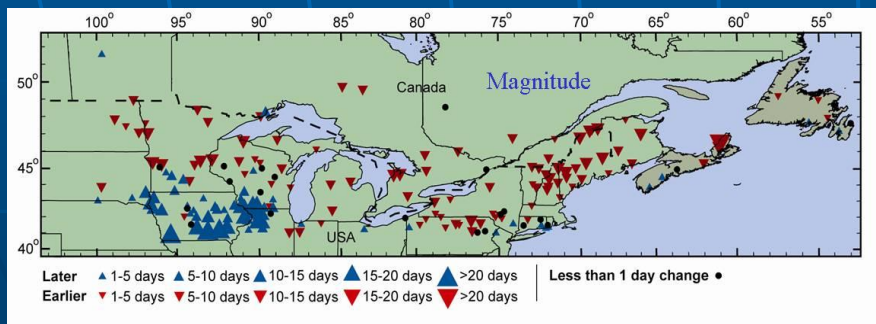 100° 95° 90° 85° 80° 75° 70° 65° 60° 55°
50°
Canada
Magnitude
45°
USA
40°
Later ▲ 1-5 days ▲ 5-10 days ▲ 10-15 days ▲ 15-20 days ▲ >20 days
Earlier ▼ 1-5 days ▼ 5-10 days ▼ 10-15 days ▼ 15-20 days ▼ >20 days
Less than 1 day change ●